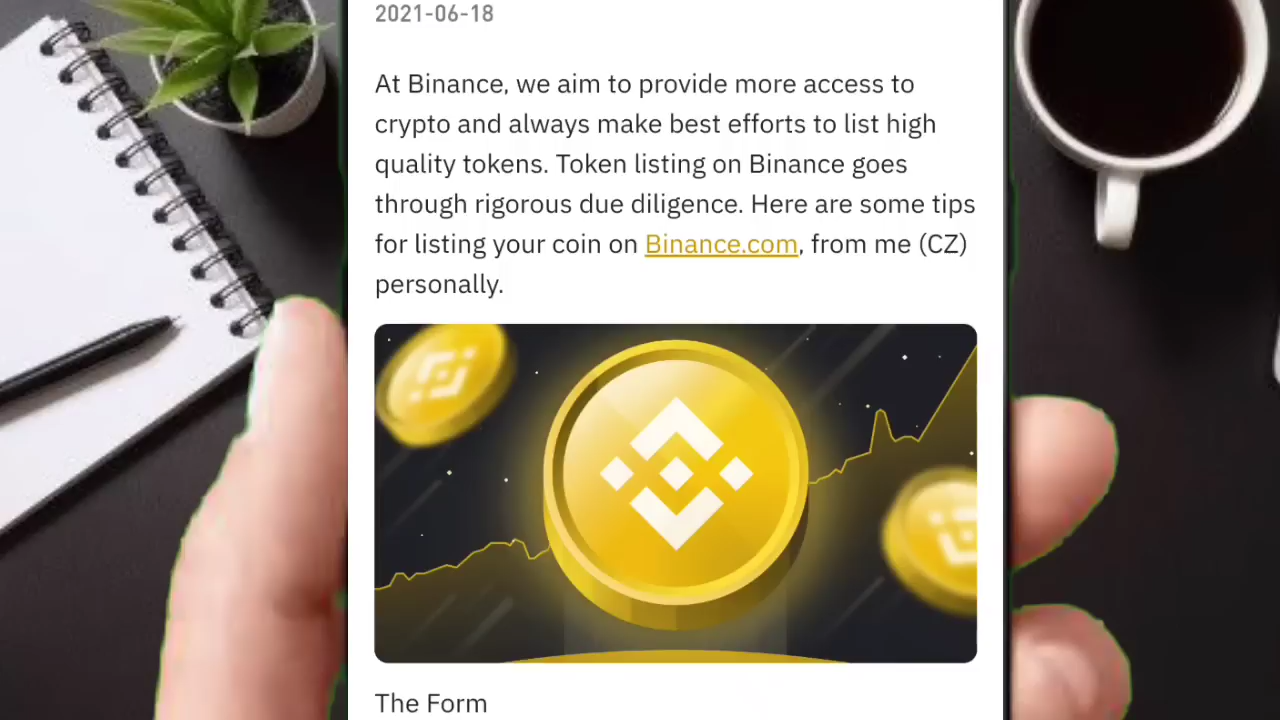 2021-06-18
At Binance, we aim to provide more access to
crypto and always make best efforts to list high
quality tokens. Token listing on Binance goes
through rigorous due diligence. Here are some tips
for listing your coin on Binance.com, from me (CZ)
personally.
The Form